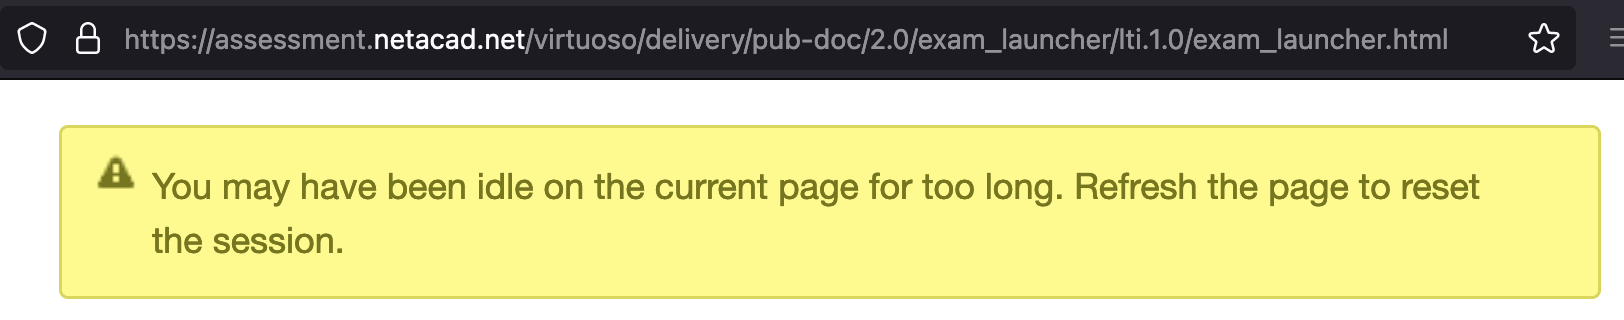 https://assessment.netacad.net/virtuoso/delivery/pub-doc/2.0/exam_launcher/lti.1.0/exam_launcher.html
You may have been idle on the current page for too long. Refresh the page to reset
the session.